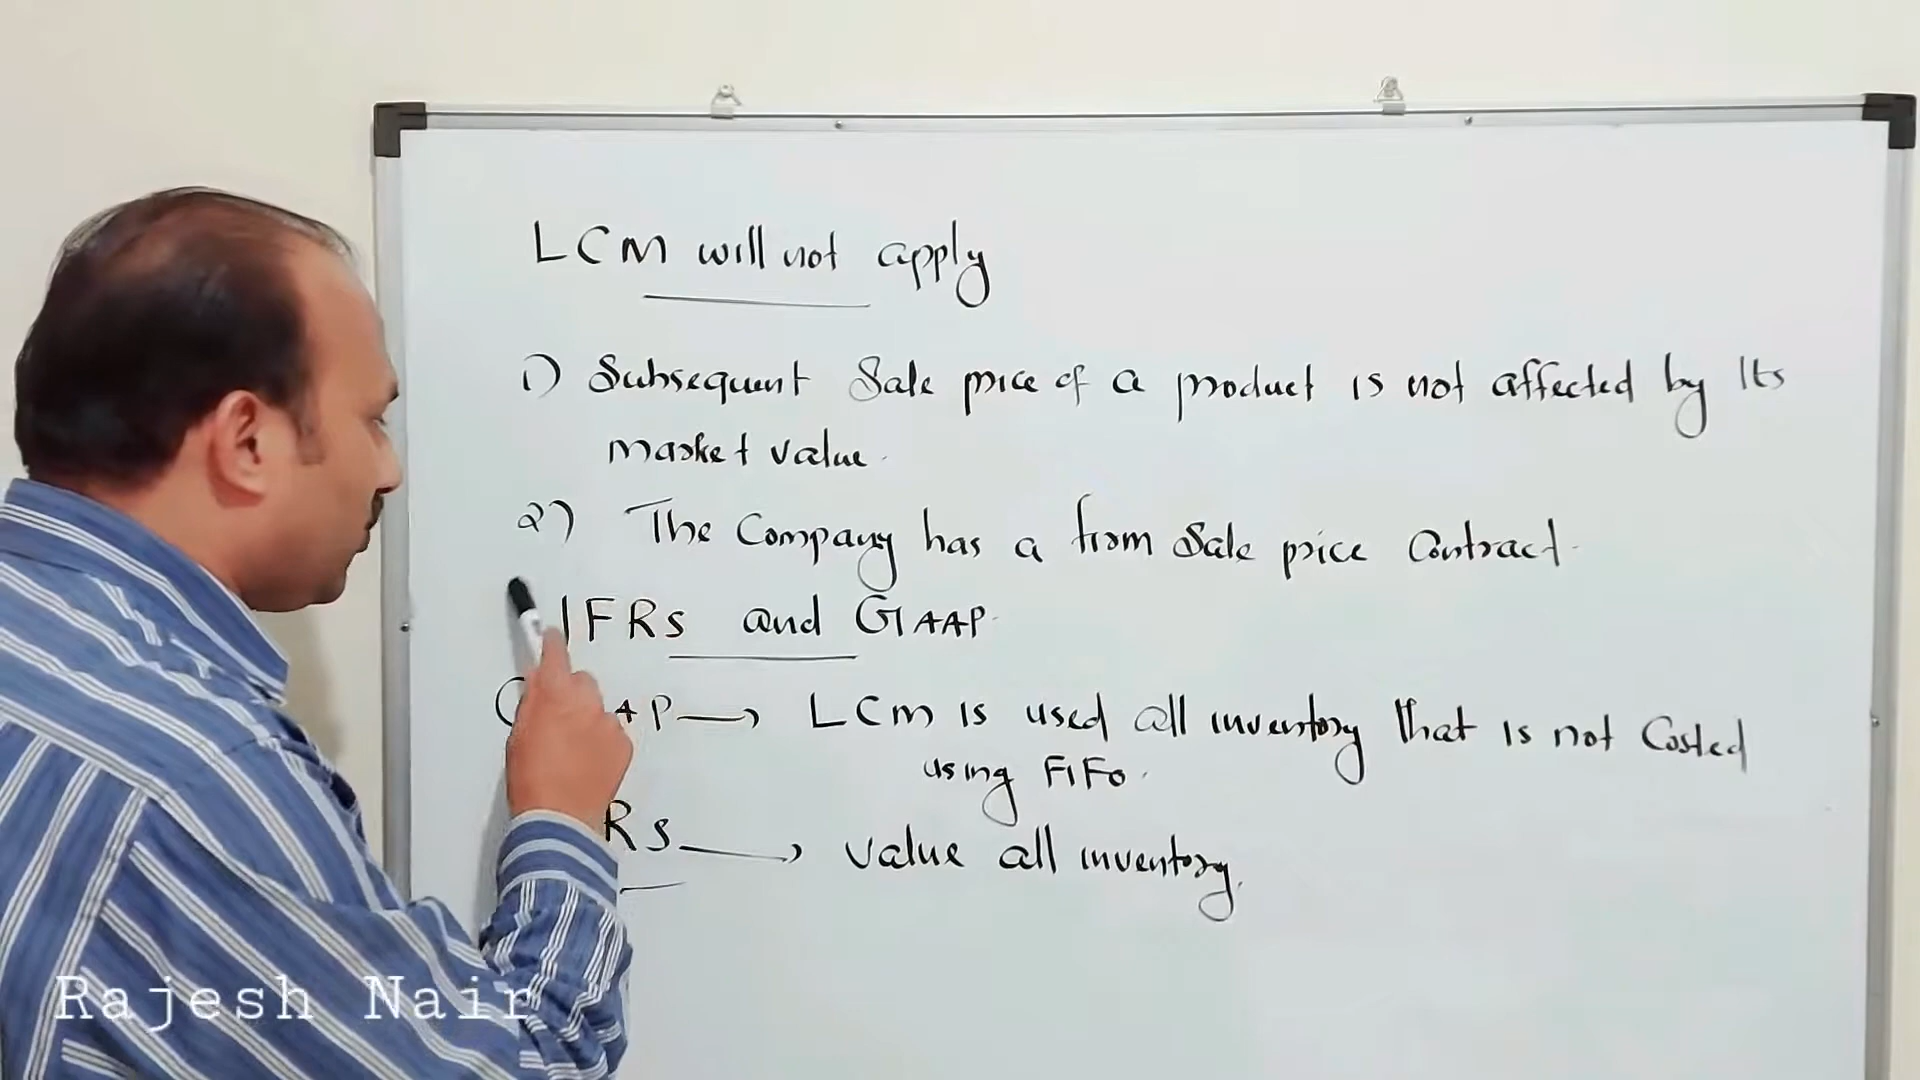 LCM will not apply
1) Subsequent Sale price of a product is not affected by Its
market value.
2) The Company has a from Sale price Contract.
IFRS and GAAP.
AP → LCM is used all inventory that is not Costed
using FIFO.
RS → value all inventory.
Rajesh Nair